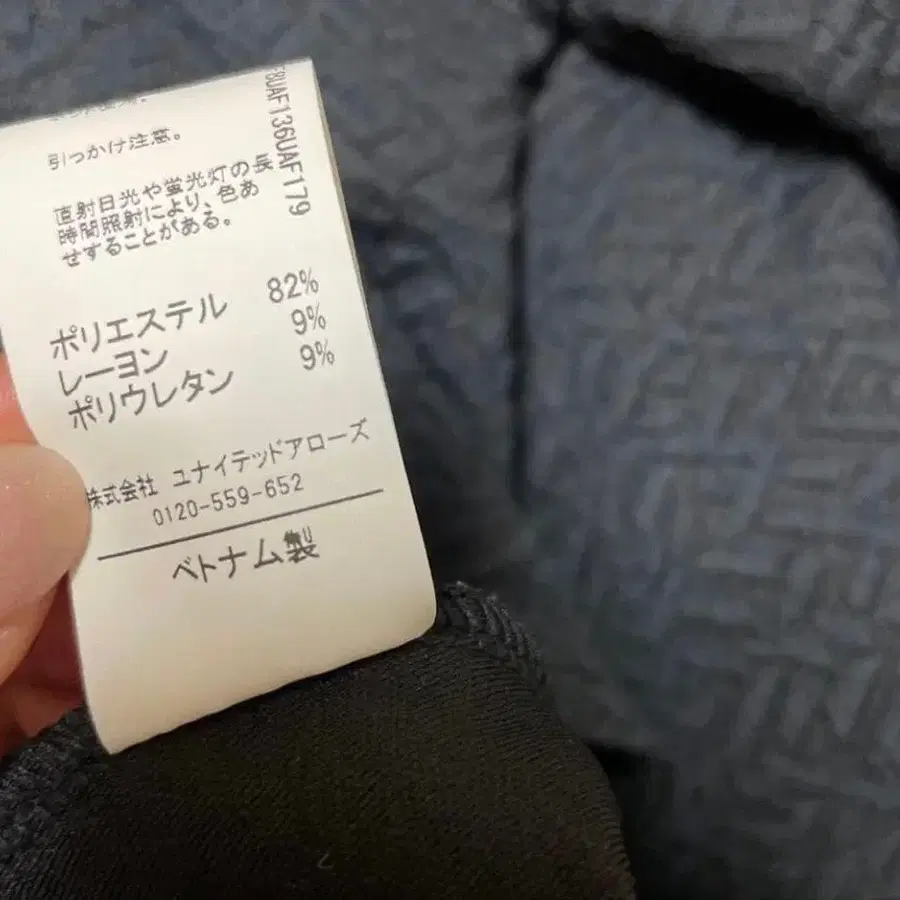 引っかけ注意。
直射日光や蛍光灯の長
時間照射により、色あ
せすることがある。
ポリエステル 82%
レーヨン 9%
ポリウレタン 9%
株式会社 ユナイテッドアローズ
0120-559-652
ベトナム製
8UAF136UAF179